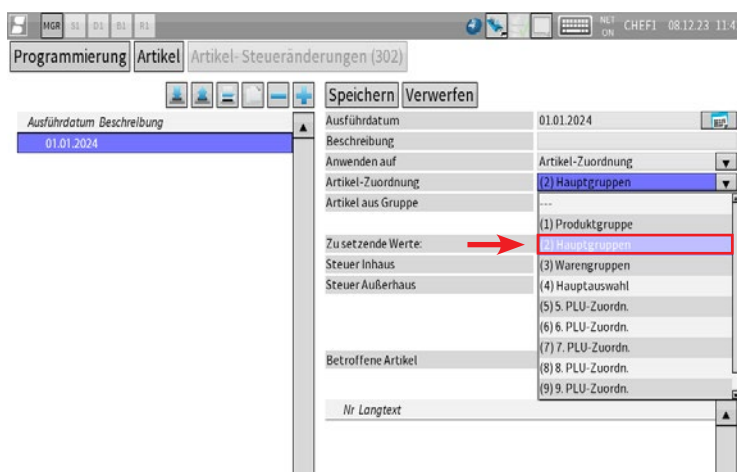 MGR S1 D1 B1 R1 NET ON CHEF1 08.12.23 11:4
Programmierung Artikel Artikel-Steueränderungen (302)
Speichern Verwerfen
Ausführdatum Beschreibung
01.01.2024
Ausführdatum 01.01.2024
Beschreibung
Anwenden auf Artikel-Zuordnung
Artikel-Zuordnung (2) Hauptgruppen
Artikel aus Gruppe ---
(1) Produktgruppe
Zu setzende Werte: (2) Hauptgruppen
Steuer Inhaus (3) Warengruppen
Steuer Außerhaus (4) Hauptauswahl
(5) 5. PLU-Zuordn.
(6) 6. PLU-Zuordn.
(7) 7. PLU-Zuordn.
Betroffene Artikel (8) 8. PLU-Zuordn.
(9) 9. PLU-Zuordn.
Nr Langtext